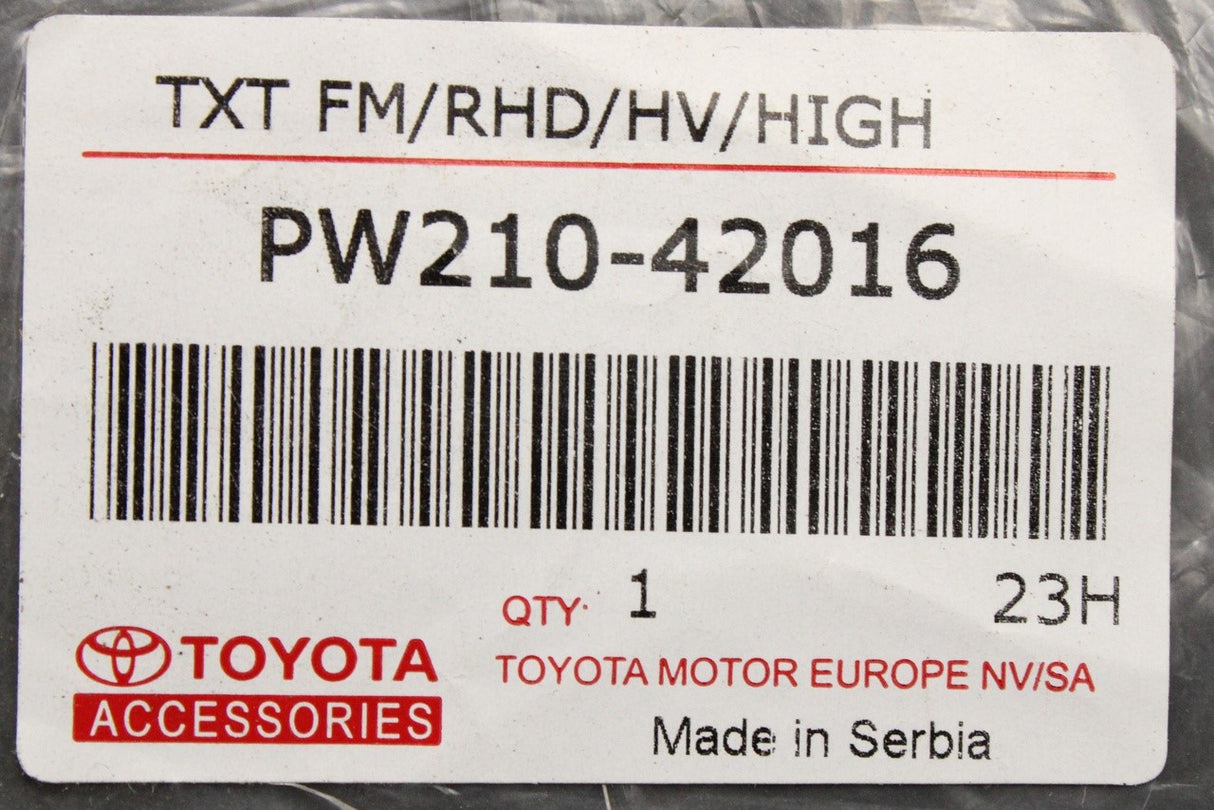 TXT FM/RHD/HV/HIGH
PW210-42016
QTY. 1 23H
TOYOTA
TOYOTA MOTOR EUROPE NV/SA
ACCESSORIES
Made in Serbia